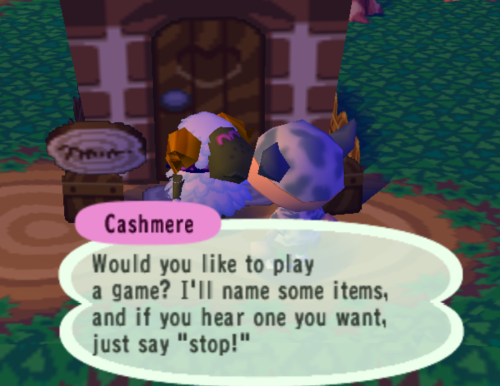 Cashmere
Would you like to play
a game? I'll name some items,
and if you hear one you want,
just say "stop!"